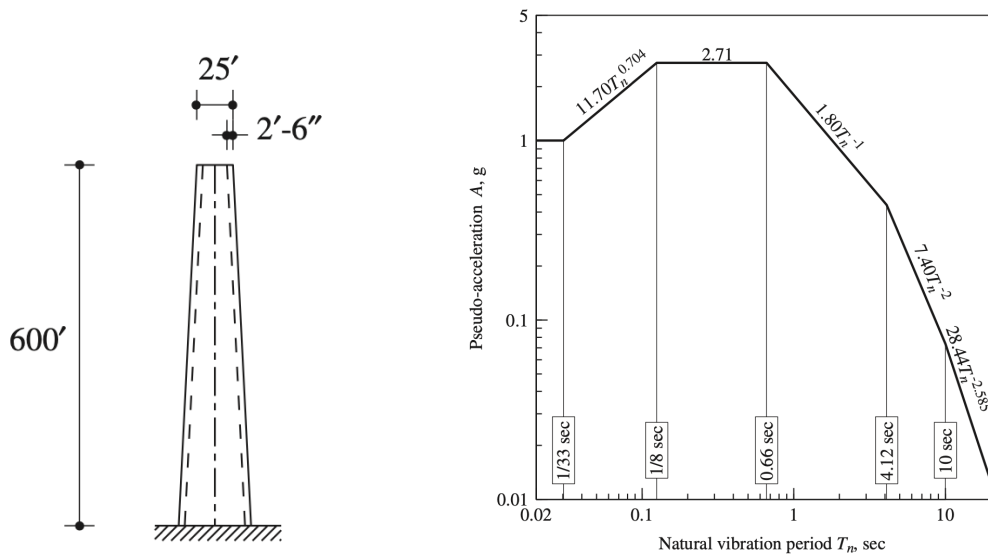 25′
2′-6″
600′
5
1
0.1
0.01
Pseudo-acceleration A, g
11.70Tn^0.704
2.71
1.80Tn^-1
7.40Tn^-2
28.44Tn^-2.585
1/33 sec
1/8 sec
0.66 sec
4.12 sec
10 sec
0.02
0.1
1
10
Natural vibration period Tn, sec